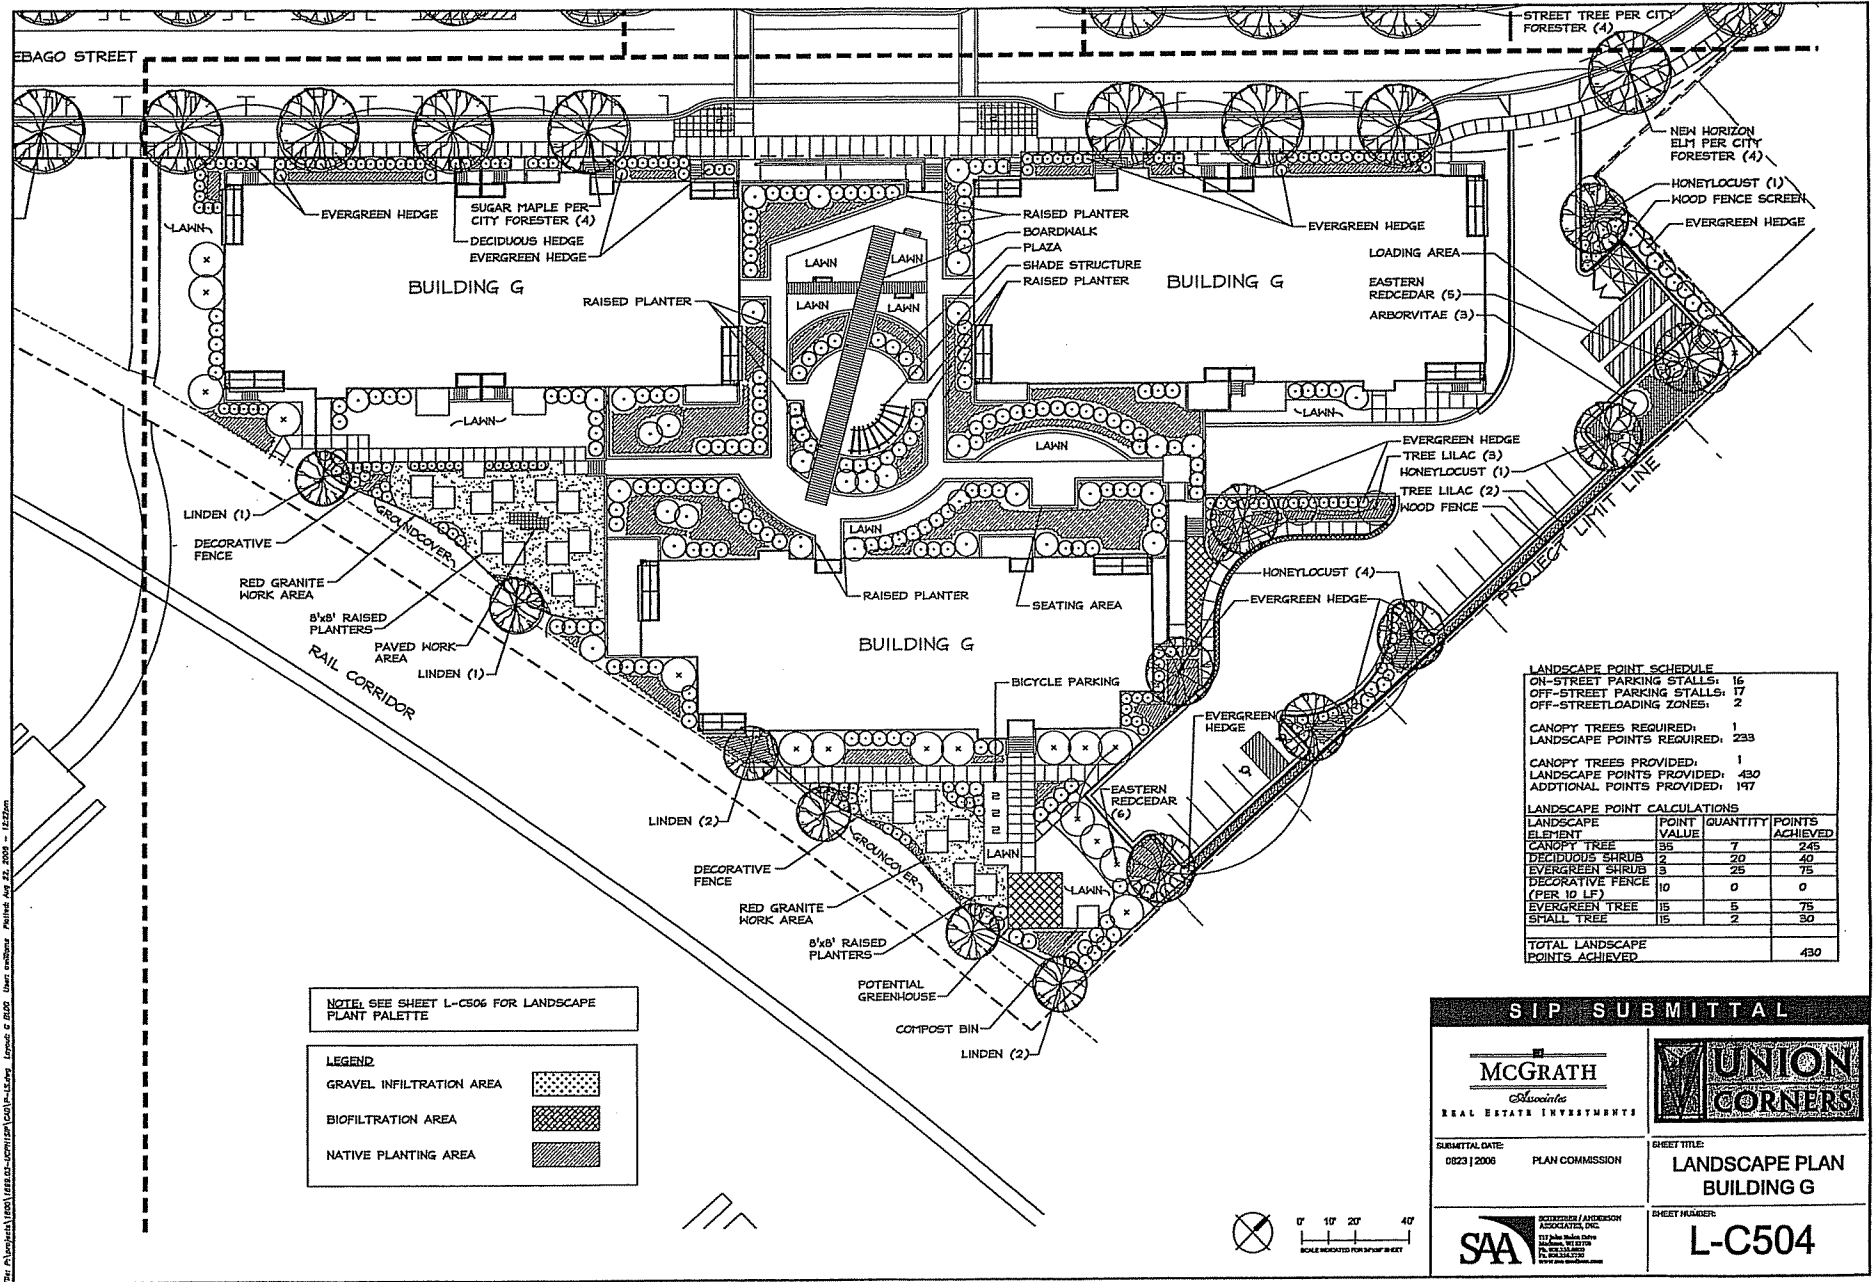 EBAGO STREET
STREET TREE PER CITY
FORESTER (4)
NEW HORIZON
ELM PER CITY
FORESTER (4)
HONEYLOCUST (1)
WOOD FENCE SCREEN
EVERGREEN HEDGE
EVERGREEN HEDGE
SUGAR MAPLE PER
CITY FORESTER (4)
DECIDUOUS HEDGE
EVERGREEN HEDGE
LAWN
BUILDING G
RAISED PLANTER
LAWN
LAWN
LAWN
LAWN
RAISED PLANTER
BOARDWALK
PLAZA
SHADE STRUCTURE
RAISED PLANTER
EVERGREEN HEDGE
BUILDING G
LOADING AREA
EASTERN
REDCEDAR (5)
ARBORVITAE (3)
LAWN
LAWN
LAWN
EVERGREEN HEDGE
TREE LILAC (3)
HONEYLOCUST (1)
TREE LILAC (2)
WOOD FENCE
PROJECT LIMIT LINE
LINDEN (1)
DECORATIVE
FENCE
GROUNDCOVER
RED GRANITE
WORK AREA
8'x8' RAISED
PLANTERS
PAVED WORK
AREA
LINDEN (1)
RAIL CORRIDOR
LAWN
RAISED PLANTER
SEATING AREA
HONEYLOCUST (4)
EVERGREEN HEDGE
BUILDING G
BICYCLE PARKING
EVERGREEN
HEDGE
EASTERN
REDCEDAR
(6)
LINDEN (2)
DECORATIVE
FENCE
GROUNCOVER
RED GRANITE
WORK AREA
8'x8' RAISED
PLANTERS
LAWN
LAWN
POTENTIAL
GREENHOUSE
COMPOST BIN
LINDEN (2)
LANDSCAPE POINT SCHEDULE
ON-STREET PARKING STALLS: 16
OFF-STREET PARKING STALLS: 17
OFF-STREETLOADING ZONES: 2
CANOPY TREES REQUIRED: 1
LANDSCAPE POINTS REQUIRED: 233
CANOPY TREES PROVIDED: 1
LANDSCAPE POINTS PROVIDED: 430
ADDTIONAL POINTS PROVIDED: 197
LANDSCAPE POINT CALCULATIONS
LANDSCAPE ELEMENT POINT VALUE QUANTITY POINTS ACHIEVED
CANOPY TREE 35 7 245
DECIDUOUS SHRUB 2 20 40
EVERGREEN SHRUB 3 25 75
DECORATIVE FENCE (PER 10 LF) 10 0 0
EVERGREEN TREE 15 5 75
SMALL TREE 15 2 30
TOTAL LANDSCAPE
POINTS ACHIEVED 430
NOTE: SEE SHEET L-C506 FOR LANDSCAPE
PLANT PALETTE
LEGEND
GRAVEL INFILTRATION AREA
BIOFILTRATION AREA
NATIVE PLANTING AREA
0' 10' 20' 40'
SIP SUBMITTAL
McGRATH
Associates
REAL ESTATE INVESTMENTS
UNION
CORNERS
SUBMITTAL DATE:
0823 | 2006 PLAN COMMISSION
SHEET TITLE:
LANDSCAPE PLAN
BUILDING G
SAA
SCHREIBER / ANDERSON
ASSOCIATES, INC.
SHEET NUMBER:
L-C504